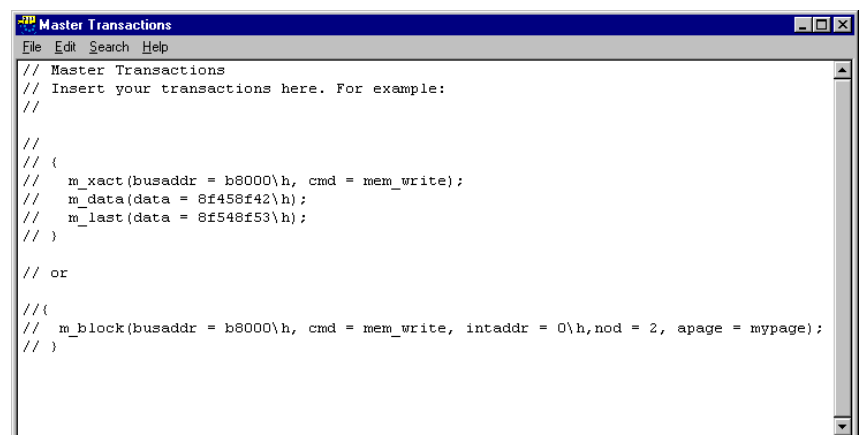 Master Transactions
File Edit Search Help
// Master Transactions
// Insert your transactions here. For example:
//
//
// {
//   m_xact(busaddr = b8000\h, cmd = mem_write);
//   m_data(data = 8f458f42\h);
//   m_last(data = 8f548f53\h);
// }
// or
//{
//  m_block(busaddr = b8000\h, cmd = mem_write, intaddr = 0\h,nod = 2, apage = mypage);
// }